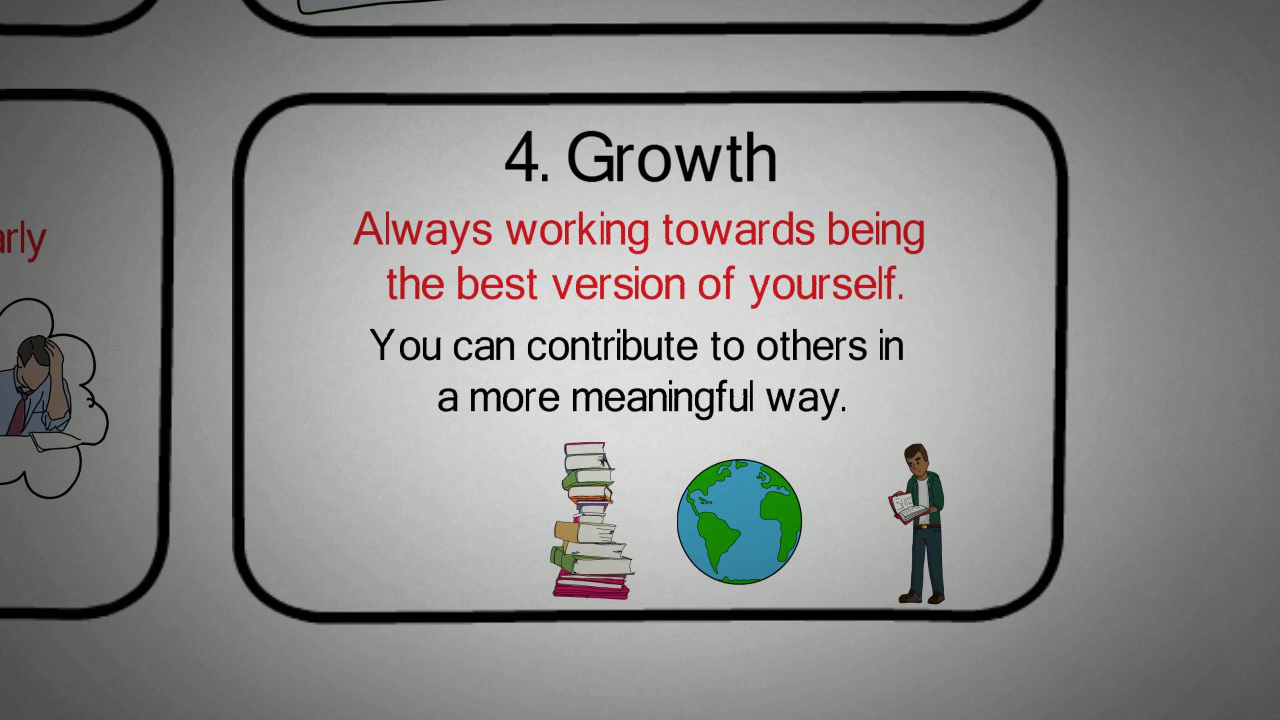 4. Growth
Always working towards being
the best version of yourself.
You can contribute to others in
a more meaningful way.